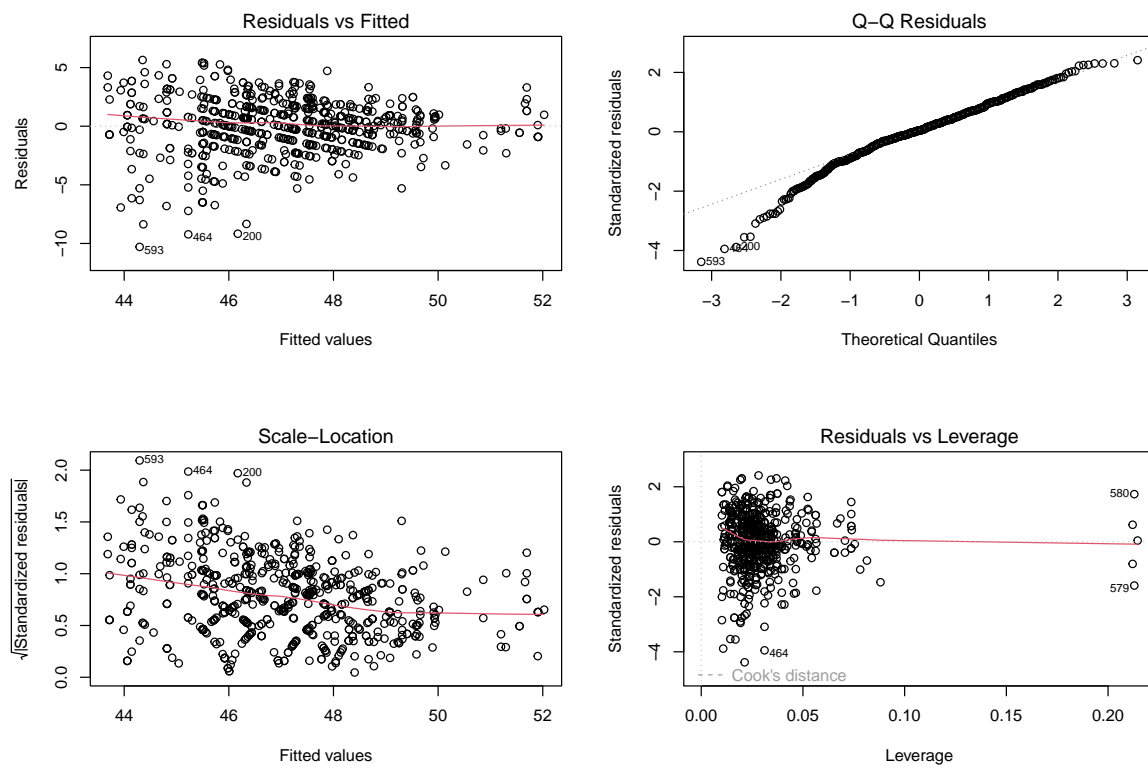 Residuals vs Fitted
Residuals
5
0
−5
−10
593
464
200
44 46 48 50 52
Fitted values
Q−Q Residuals
Standardized residuals
2
0
−2
−4
593
464
200
−3 −2 −1 0 1 2 3
Theoretical Quantiles
Scale−Location
√|Standardized residuals|
2.0
1.5
1.0
0.5
0.0
593
464
200
44 46 48 50 52
Fitted values
Residuals vs Leverage
Standardized residuals
2
0
−2
−4
580
579
464
Cook's distance
0.00 0.05 0.10 0.15 0.20
Leverage